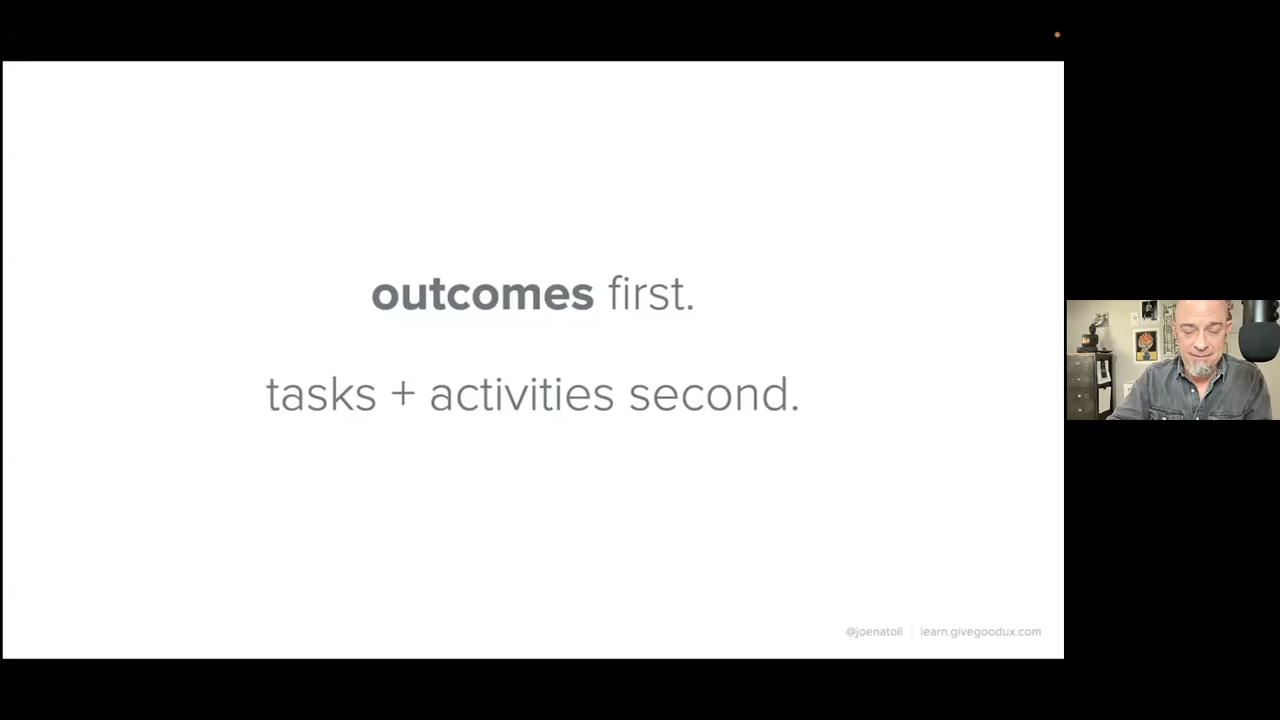 outcomes first.
tasks + activities second.
@joenatoli | learn.givegoodux.com